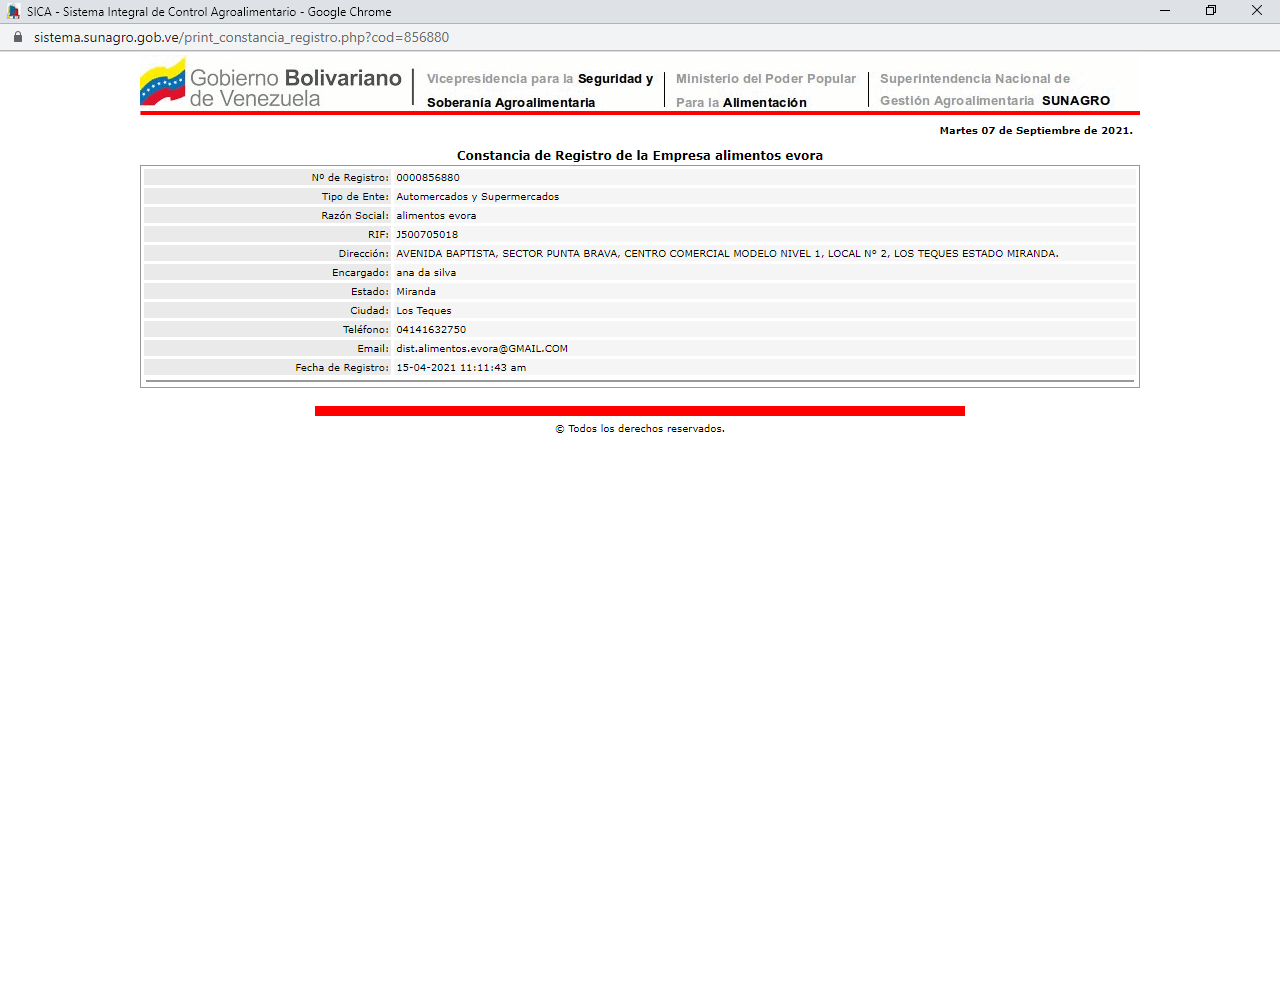 SICA - Sistema Integral de Control Agroalimentario - Google Chrome
sistema.sunagro.gob.ve/print_constancia_registro.php?cod=856880
Gobierno Bolivariano
de Venezuela
Vicepresidencia para la Seguridad y
Soberanía Agroalimentaria
Ministerio del Poder Popular
Para la Alimentación
Superintendencia Nacional de
Gestión Agroalimentaria SUNAGRO
Martes 07 de Septiembre de 2021.
Constancia de Registro de la Empresa alimentos evora
Nº de Registro: 0000856880
Tipo de Ente: Automercados y Supermercados
Razón Social: alimentos evora
RIF: J500705018
Dirección: AVENIDA BAPTISTA, SECTOR PUNTA BRAVA, CENTRO COMERCIAL MODELO NIVEL 1, LOCAL Nº 2, LOS TEQUES ESTADO MIRANDA.
Encargado: ana da silva
Estado: Miranda
Ciudad: Los Teques
Teléfono: 04141632750
Email: dist.alimentos.evora@GMAIL.COM
Fecha de Registro: 15-04-2021 11:11:43 am
© Todos los derechos reservados.